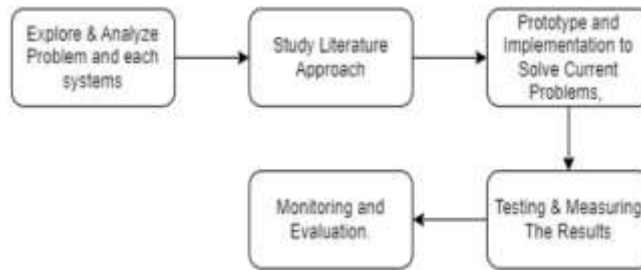 Explore & Analyze
Problem and each
systems
Study Literature
Approach
Prototype and
Implementation to
Solve Current
Problems,
Testing & Measuring
The Results
Monitoring and
Evaluation.